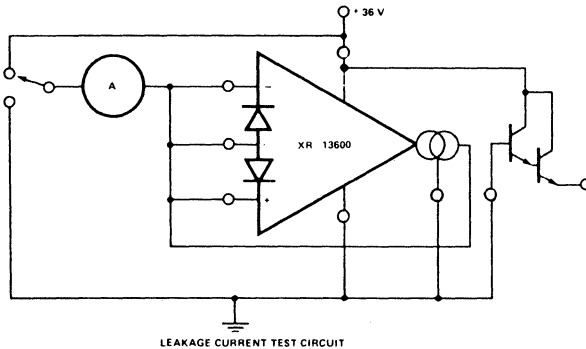 + 36 V
A
−
XR 13600
+
LEAKAGE CURRENT TEST CIRCUIT